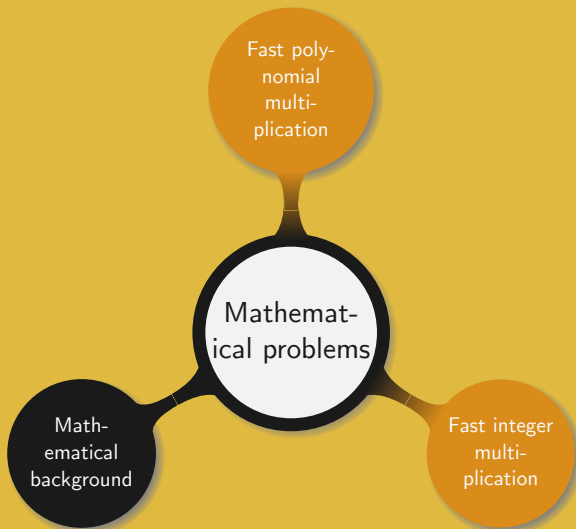 Fast poly-
nomial
multi-
plication
Mathemat-
ical problems
Math-
ematical
background
Fast integer
multi-
plication